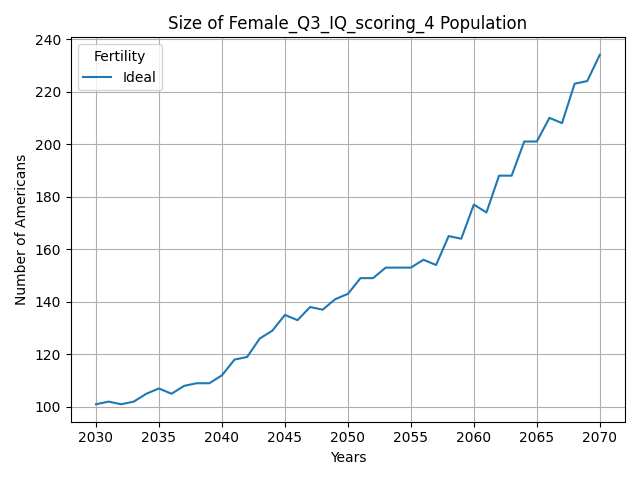 Size of Female_Q3_IQ_scoring_4 Population
Fertility
Ideal
Number of Americans
240
220
200
180
160
140
120
100
2030 2035 2040 2045 2050 2055 2060 2065 2070
Years